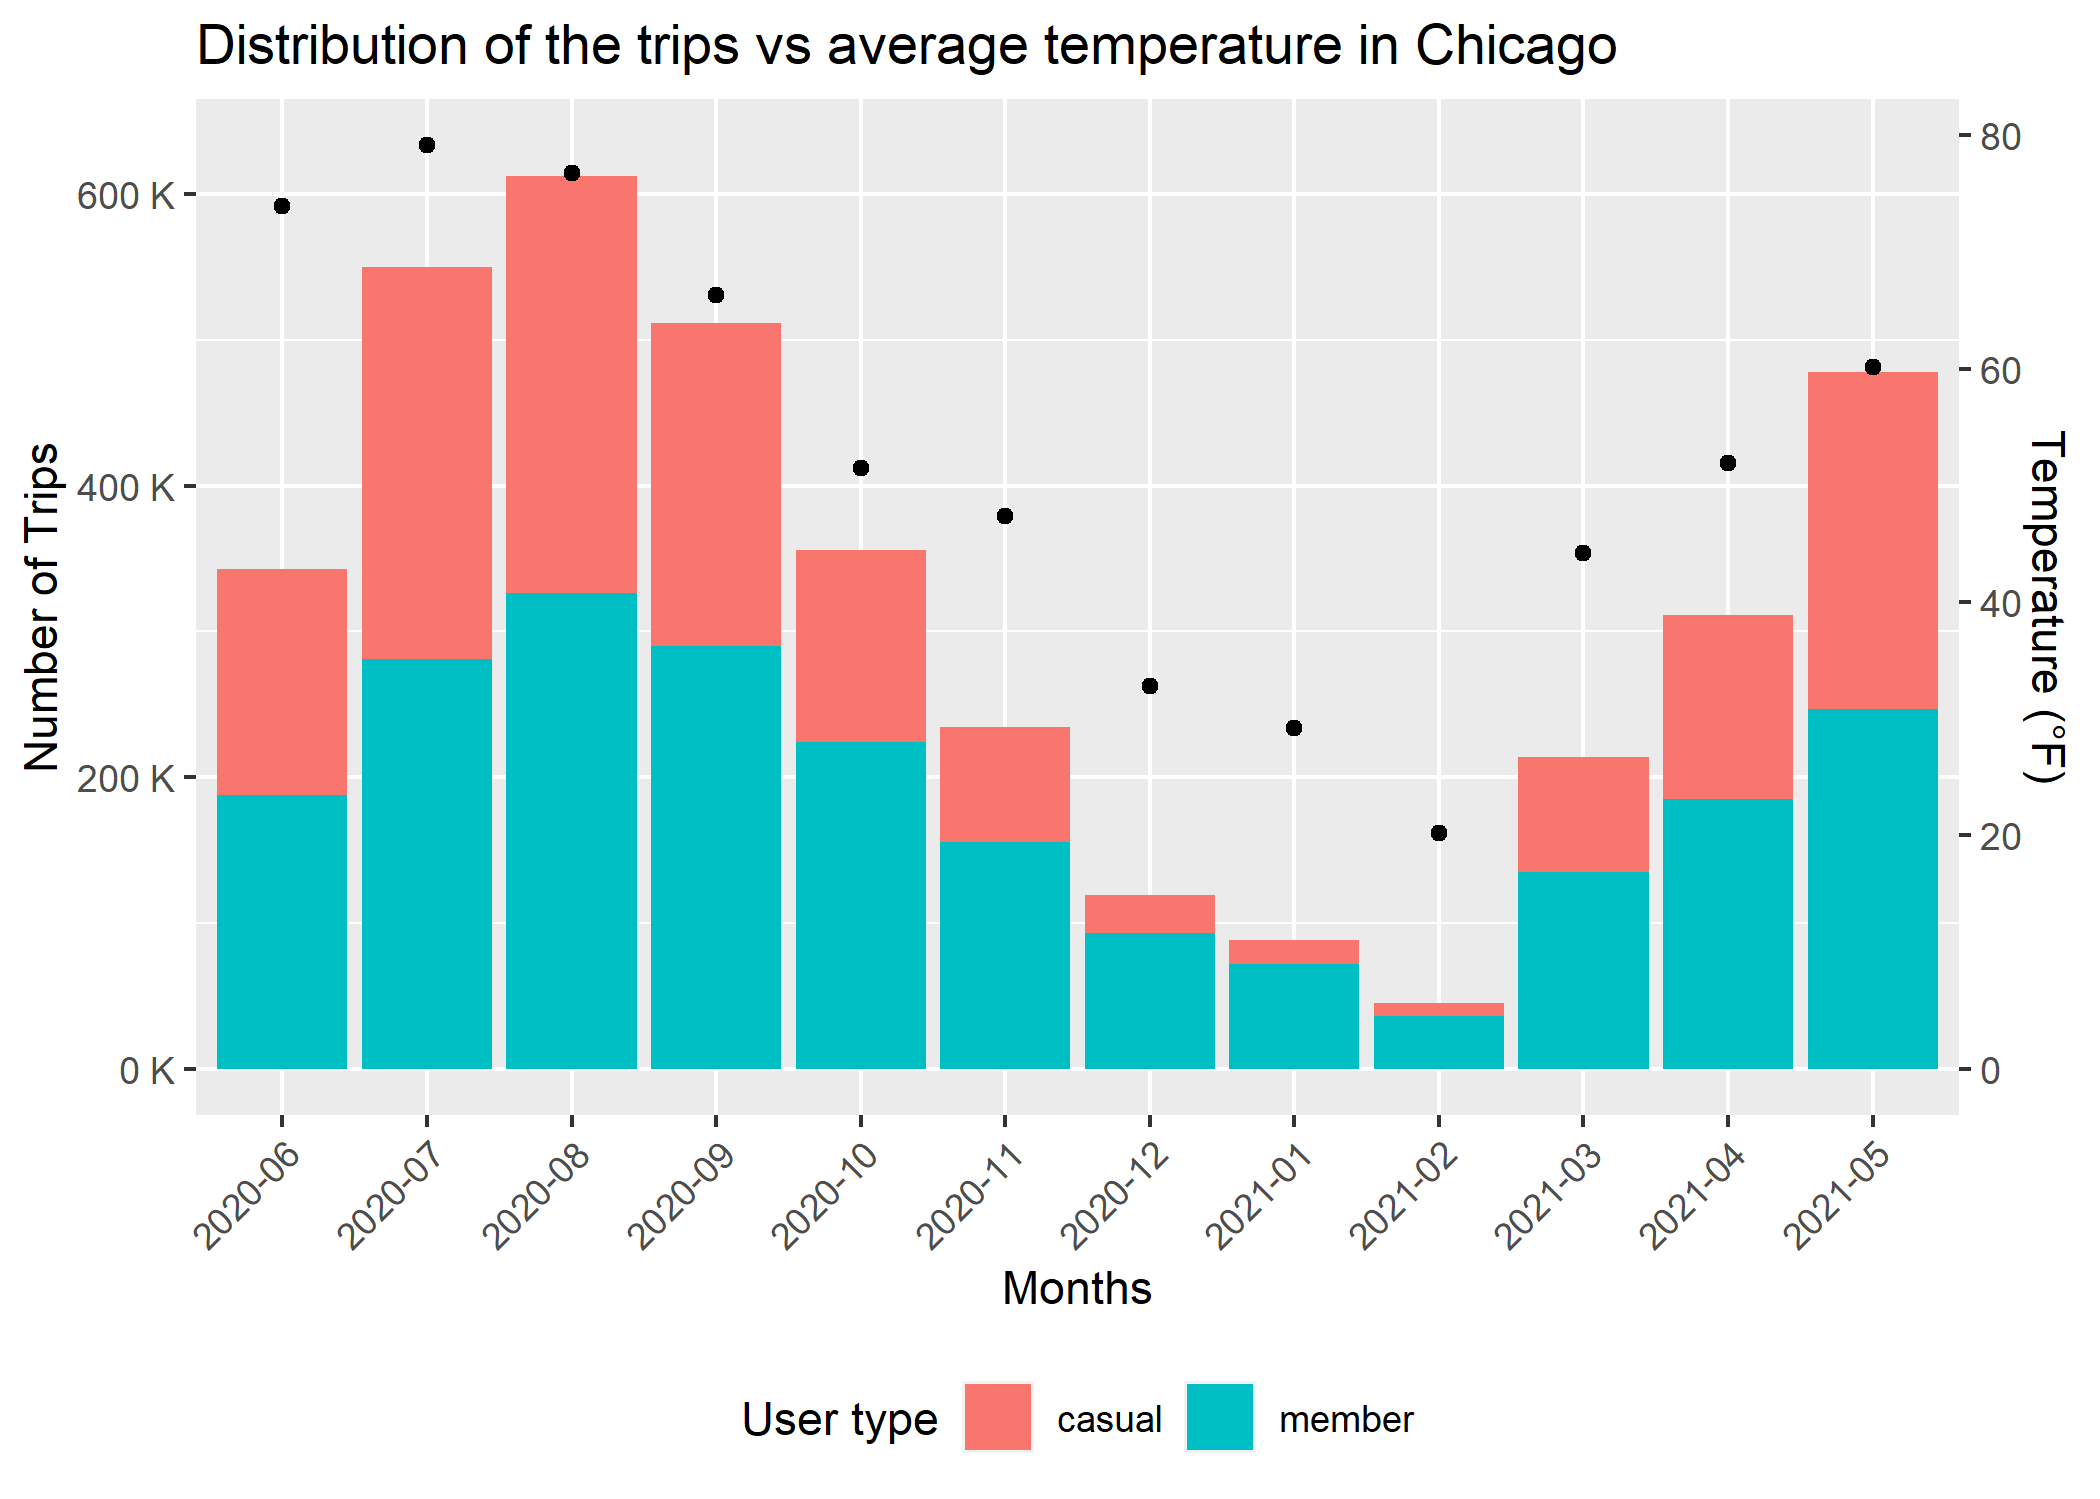 Distribution of the trips vs average temperature in Chicago
Number of Trips
600 K
400 K
200 K
0 K
80
60
40
20
0
Temperature (°F)
2020-06
2020-07
2020-08
2020-09
2020-10
2020-11
2020-12
2021-01
2021-02
2021-03
2021-04
2021-05
Months
User type casual member